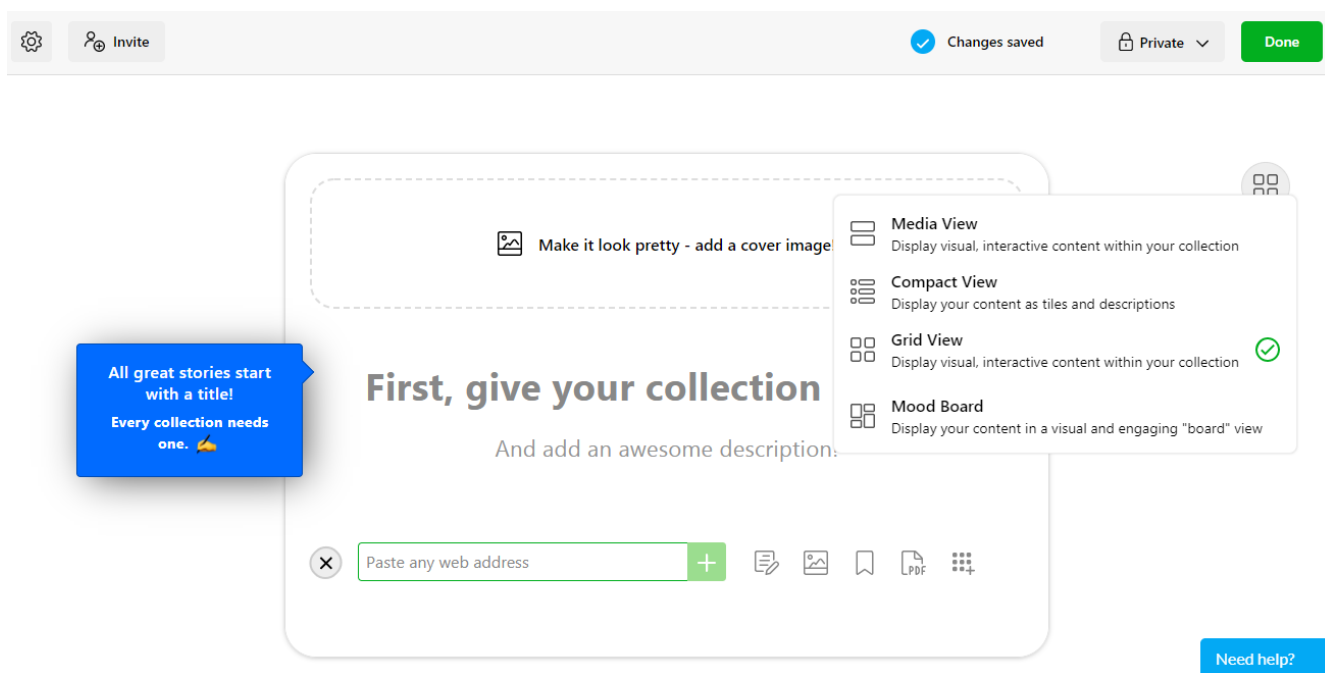 Invite
Changes saved
Private
Done
Make it look pretty - add a cover image!
Media View
Display visual, interactive content within your collection
Compact View
Display your content as tiles and descriptions
Grid View
Display visual, interactive content within your collection
Mood Board
Display your content in a visual and engaging "board" view
All great stories start
with a title!
Every collection needs
one. ✍️
First, give your collection
And add an awesome description!
Paste any web address
PDF
Need help?